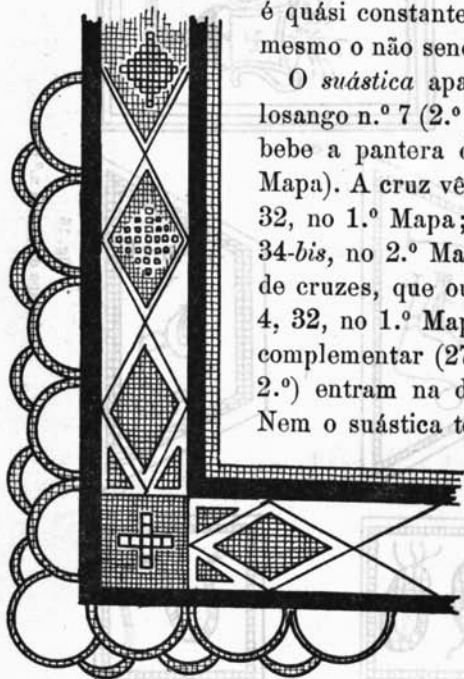 é quási constante
mesmo o não send
O suástica apa
losango n.º 7 (2.º
bebe a pantera
Mapa). A cruz vê
32, no 1.º Mapa;
34-bis, no 2.º Ma
de cruzes, que ou
4, 32, no 1.º Map
complementar (27
2.º) entram na d
Nem o suástica te